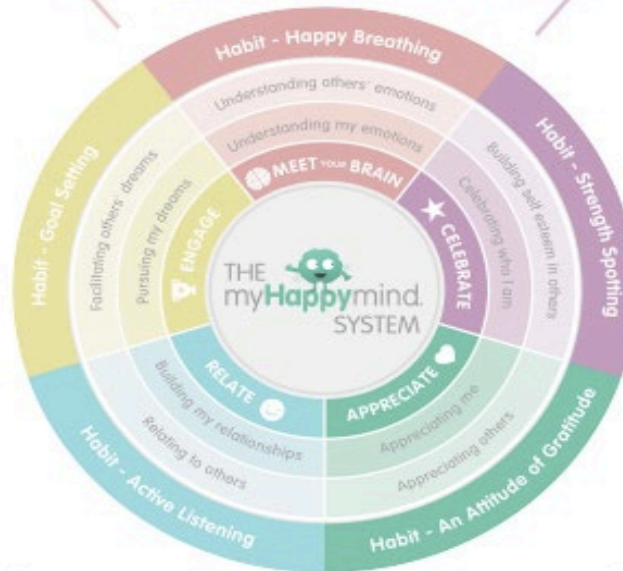 Habit - Happy Breathing
Understanding others' emotions
Understanding my emotions
MEET YOUR BRAIN
Habit - Strength Spotting
Building self esteem in others
Celebrating who I am
CELEBRATE
Habit - An Attitude of Gratitude
Appreciating others
Appreciating me
APPRECIATE
Habit - Active Listening
Relating to others
Building my relationships
RELATE
Habit - Goal Setting
Facilitating others' dreams
Pursuing my dreams
ENGAGE
THE
myHappymind.
SYSTEM